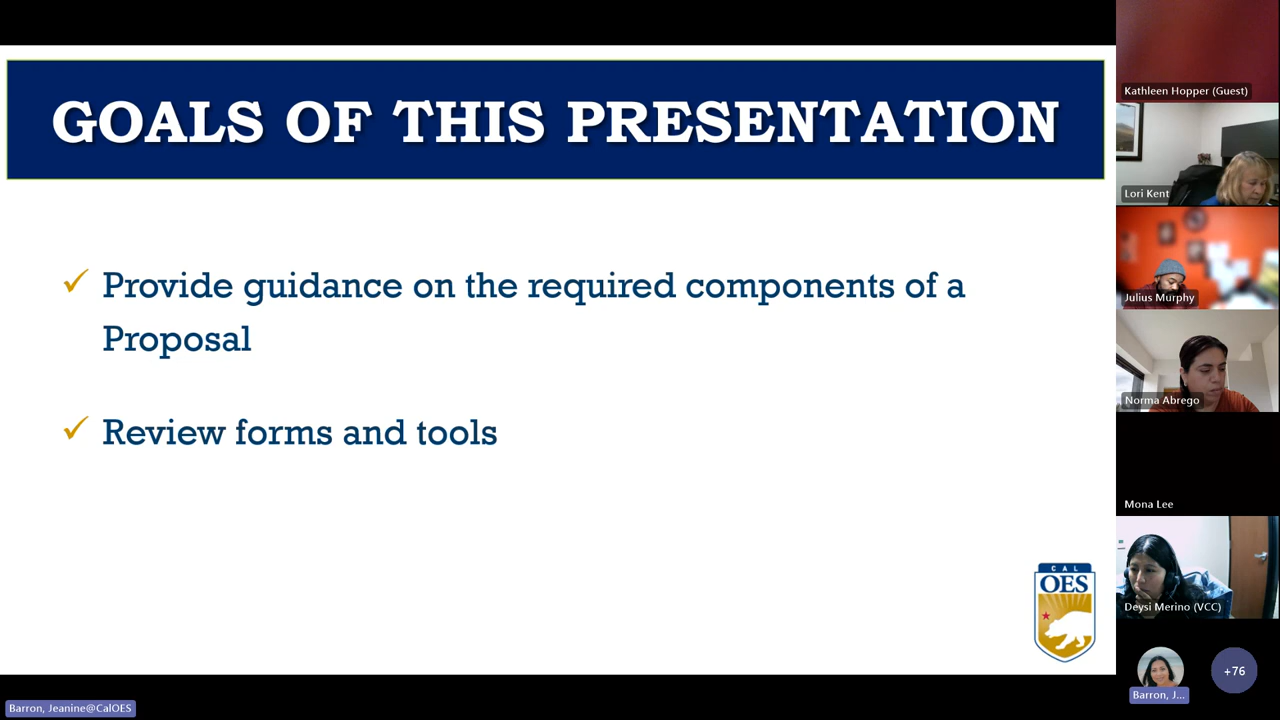 GOALS OF THIS PRESENTATION
✓ Provide guidance on the required components of a
Proposal
✓ Review forms and tools
CAL
OES
Barron, Jeanine@CalOES
Kathleen Hopper (Guest)
Lori Kent
Julius Murphy
Norma Abrego
Mona Lee
Deysi Merino (VCC)
Barron, J...
+76